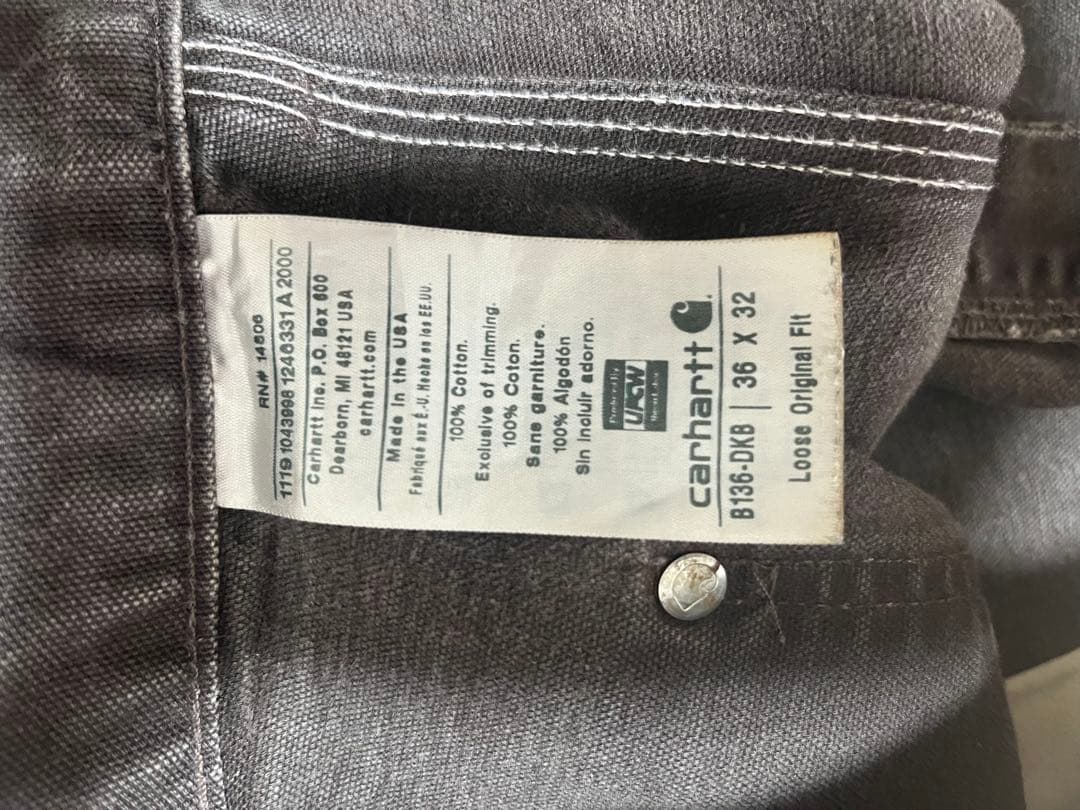 RN# 14806
1119 1043998 1246331 A 2000
Carhartt Inc. P.O. Box 600
Dearborn, MI 48121 USA
carhartt.com
Made in the USA
Fabriqué aux É.-U. Hecho en los EE.UU.
100% Cotton.
Exclusive of trimming.
100% Coton.
Sans garniture.
100% Algodón
Sin incluir adorno.
UFCW
carhartt
B136-DKB | 36 X 32
Loose Original Fit